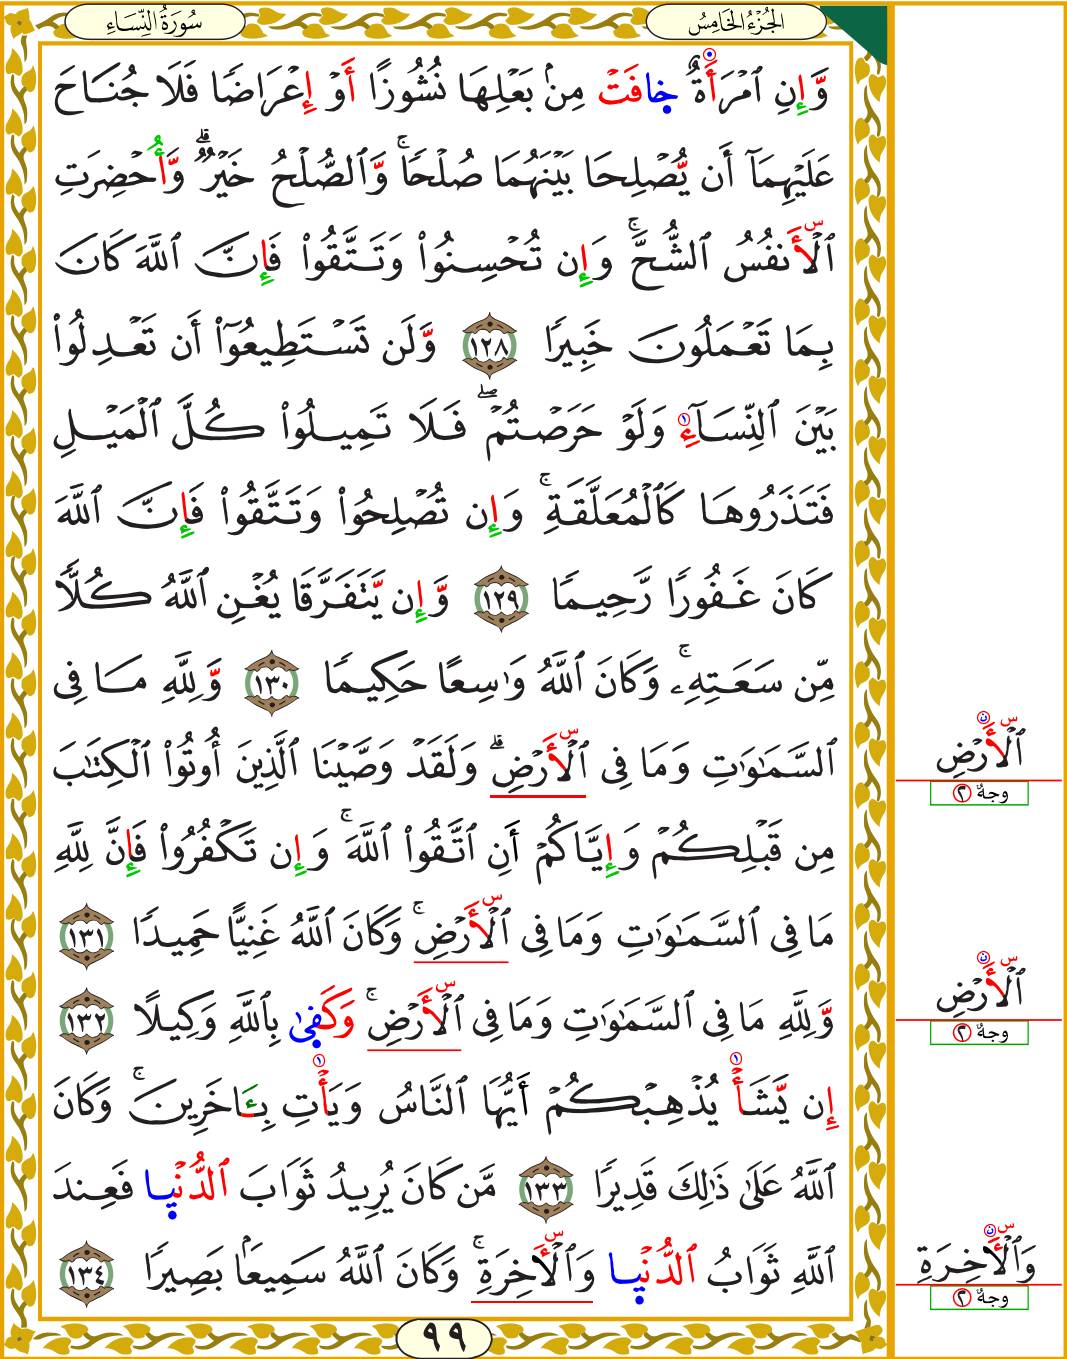 الجُزْءُ الخَامِسُ
سُورَةُ النِّسَاءِ
وَّإِنِ ٱمۡرَأَةٌ خَافَتۡ مِنۢ بَعۡلِهَا نُشُوزًا أَوۡ إِعۡرَاضٗا فَلَا جُنَاحَ
عَلَيۡهِمَآ أَن يُّصۡلِحَا بَيۡنَهُمَا صُلۡحٗاۚ وَّٱلصُّلۡحُ خَيۡرٞۗ وَّأُحۡضِرَتِ
ٱلۡأَنفُسُ ٱلشُّحَّۚ وَإِن تُحۡسِنُواْ وَتَتَّقُواْ فَإِنَّ ٱللَّهَ كَانَ
بِمَا تَعۡمَلُونَ خَبِيرٗا ١٢٨ وَّلَن تَسۡتَطِيعُوٓاْ أَن تَعۡدِلُواْ
بَيۡنَ ٱلنِّسَآءِ وَلَوۡ حَرَصۡتُمۡۖ فَلَا تَمِيلُواْ كُلَّ ٱلۡمَيۡلِ
فَتَذَرُوهَا كَٱلۡمُعَلَّقَةِۚ وَإِن تُصۡلِحُواْ وَتَتَّقُواْ فَإِنَّ ٱللَّهَ
كَانَ غَفُورٗا رَّحِيمٗا ١٢٩ وَّإِن يَّتَفَرَّقَا يُغۡنِ ٱللَّهُ كُلّٗا
مِّن سَعَتِهِۦۚ وَكَانَ ٱللَّهُ وَٰسِعًا حَكِيمٗا ١٣٠ وَّلِلَّهِ مَا فِي
ٱلسَّمَٰوَٰتِ وَمَا فِي ٱلۡأَرۡضِۗ وَلَقَدۡ وَصَّيۡنَا ٱلَّذِينَ أُوتُواْ ٱلۡكِتَٰبَ
مِن قَبۡلِكُمۡ وَإِيَّاكُمۡ أَنِ ٱتَّقُواْ ٱللَّهَۚ وَإِن تَكۡفُرُواْ فَإِنَّ لِلَّهِ
مَا فِي ٱلسَّمَٰوَٰتِ وَمَا فِي ٱلۡأَرۡضِۚ وَكَانَ ٱللَّهُ غَنِيًّا حَمِيدٗا ١٣١
وَّلِلَّهِ مَا فِي ٱلسَّمَٰوَٰتِ وَمَا فِي ٱلۡأَرۡضِۚ وَكَفَىٰ بِٱللَّهِ وَكِيلًا ١٣٢
إِن يَّشَأۡ يُذۡهِبۡكُمۡ أَيُّهَا ٱلنَّاسُ وَيَأۡتِ بِـَٔاخَرِينَۚ وَكَانَ
ٱللَّهُ عَلَىٰ ذَٰلِكَ قَدِيرٗا ١٣٣ مَّن كَانَ يُرِيدُ ثَوَابَ ٱلدُّنۡيَا فَعِندَ
ٱللَّهِ ثَوَابُ ٱلدُّنۡيَا وَٱلۡأٓخِرَةِۚ وَكَانَ ٱللَّهُ سَمِيعَۢا بَصِيرٗا ١٣٤
ٱلۡأَرۡضِ
وجهٌ ٢
ٱلۡأَرۡضِ
وجهٌ ٢
وَٱلۡأٓخِرَةِ
وجهٌ ٢
٩٩